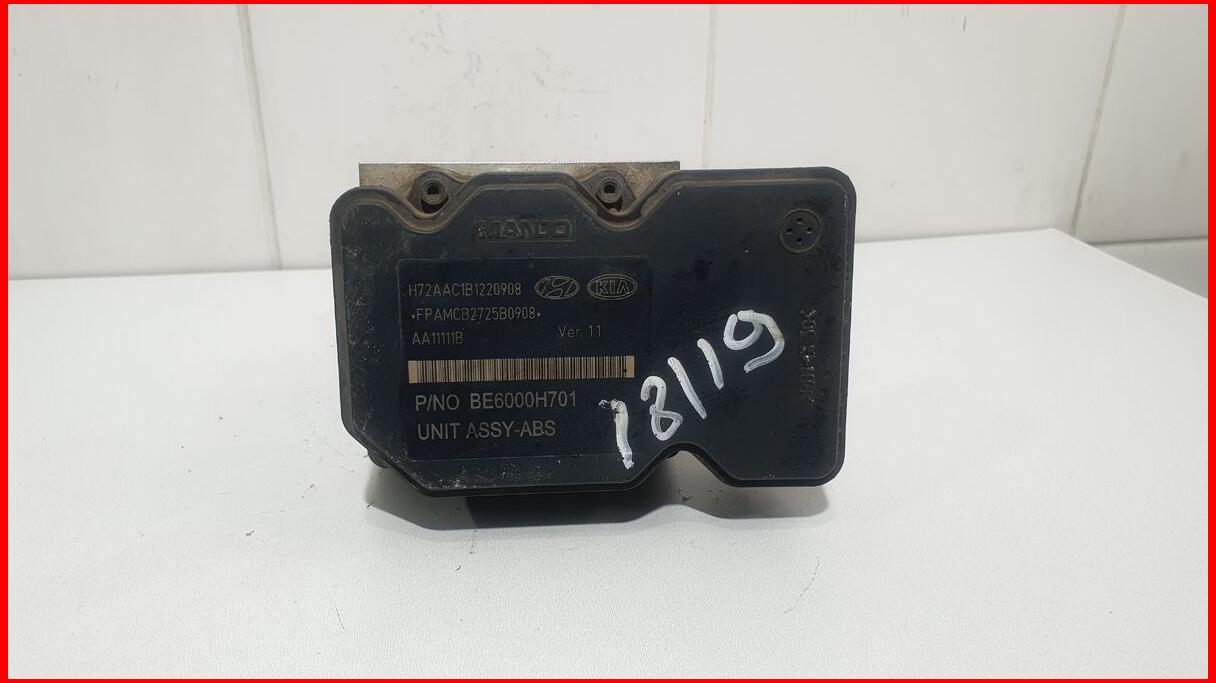 MANDO
H72AAC1B1220908 KIA
•FPAMCB2725B0908•
AA11111B Ver. 1.1
P/NO BE6000H701
UNIT ASSY-ABS
18119